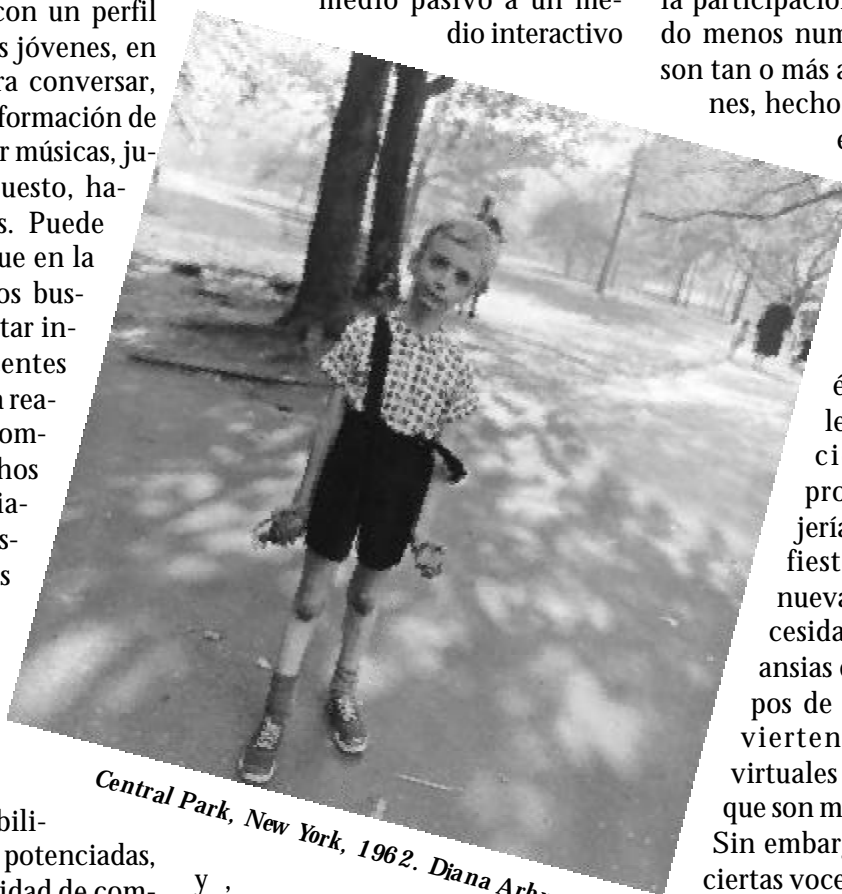 con un perfil
s jóvenes, en
ra conversar,
formación de
r músicas, ju-
uesto, ha-
s. Puede
ue en la
os bus-
tar in-
entes
rea-
om-
hos
ia-
s-
s
bili-
potenciadas,
idad de com-
medio pasivo a un me-
dio interactivo
Central Park, New York, 1962. Diana
y ,
la participación
do menos num
son tan o más a
nes, hecho
e
é
le
ci
pro
jería
fiest
nueva
cesida
ansias
pos de
vierten
virtuales
que son m
Sin embar
ciertas voce